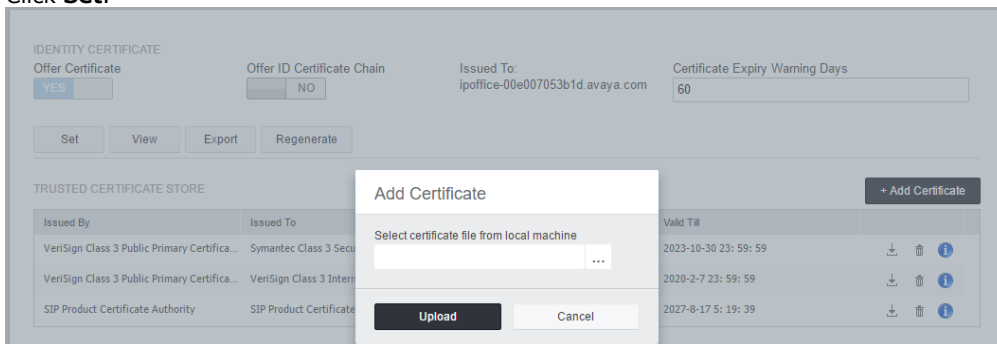 Click Set.
IDENTITY CERTIFICATE
Offer Certificate
Offer ID Certificate Chain
Issued To:
Certificate Expiry Warning Days
YES
NO
ipoffice-00e007053b1d.avaya.com
60
Set
View
Export
Regenerate
TRUSTED CERTIFICATE STORE
+ Add Certificate
Add Certificate
Issued By
Issued To
Valid Till
Select certificate file from local machine
...
VeriSign Class 3 Public Primary Certifica...
Symantec Class 3 Secu
2023-10-30 23: 59: 59
VeriSign Class 3 Public Primary Certifica...
VeriSign Class 3 Intern
2020-2-7 23: 59: 59
SIP Product Certificate Authority
SIP Product Certificate
2027-8-17 5: 19: 39
Upload
Cancel